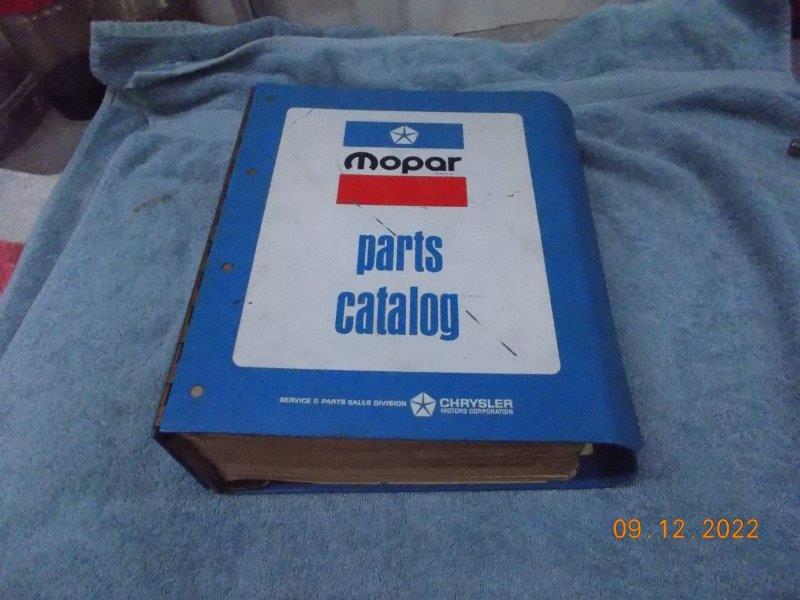 Mopar
parts
catalog
SERVICE & PARTS SALES DIVISION
CHRYSLER
MOTORS CORPORATION
09.12.2022